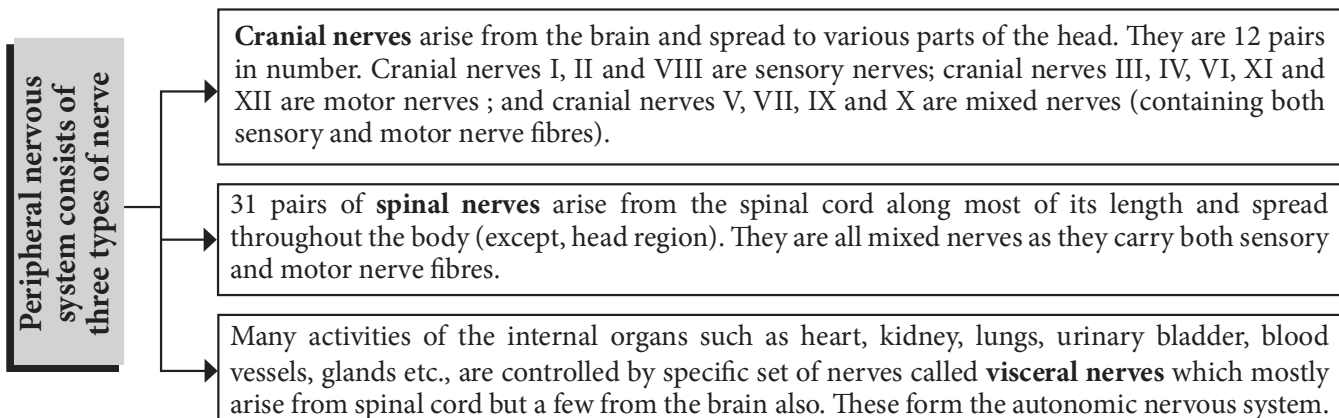 Peripheral nervous
system consists of
three types of nerve
Cranial nerves arise from the brain and spread to various parts of the head. They are 12 pairs
in number. Cranial nerves I, II and VIII are sensory nerves; cranial nerves III, IV, VI, XI and
XII are motor nerves ; and cranial nerves V, VII, IX and X are mixed nerves (containing both
sensory and motor nerve fibres).
31 pairs of spinal nerves arise from the spinal cord along most of its length and spread
throughout the body (except, head region). They are all mixed nerves as they carry both sensory
and motor nerve fibres.
Many activities of the internal organs such as heart, kidney, lungs, urinary bladder, blood
vessels, glands etc., are controlled by specific set of nerves called visceral nerves which mostly
arise from spinal cord but a few from the brain also. These form the autonomic nervous system.